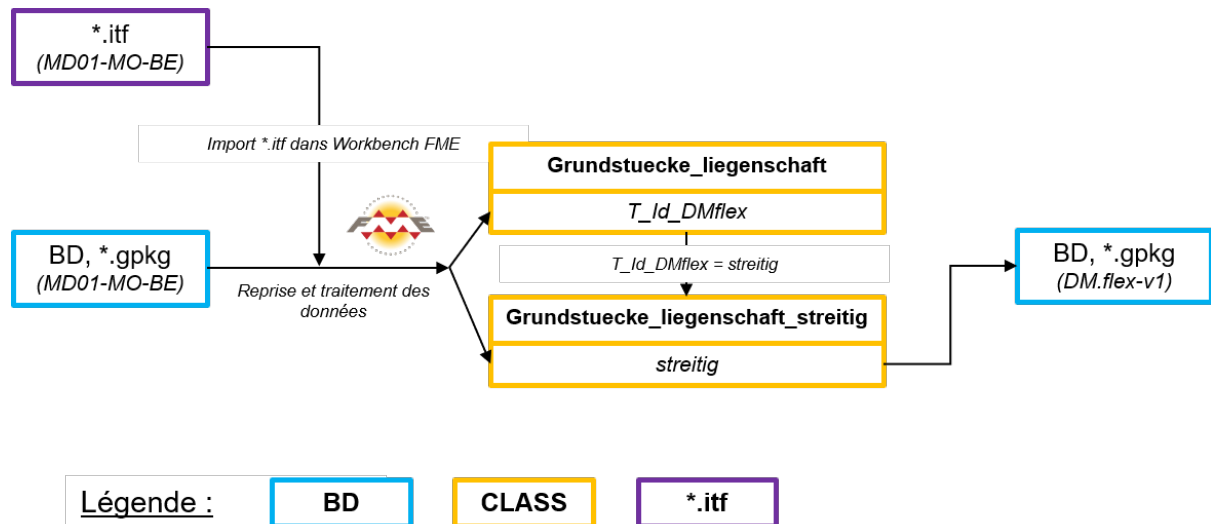 *.itf
(MD01-MO-BE)
Import *.itf dans Workbench FME
Grundstuecke_liegenschaft
T_Id_DMflex
FME
BD, *.gpkg
(MD01-MO-BE)
Reprise et traitement des
données
T_Id_DMflex = streitig
Grundstuecke_liegenschaft_streitig
streitig
BD, *.gpkg
(DM.flex-v1)
Légende :
BD
CLASS
*.itf